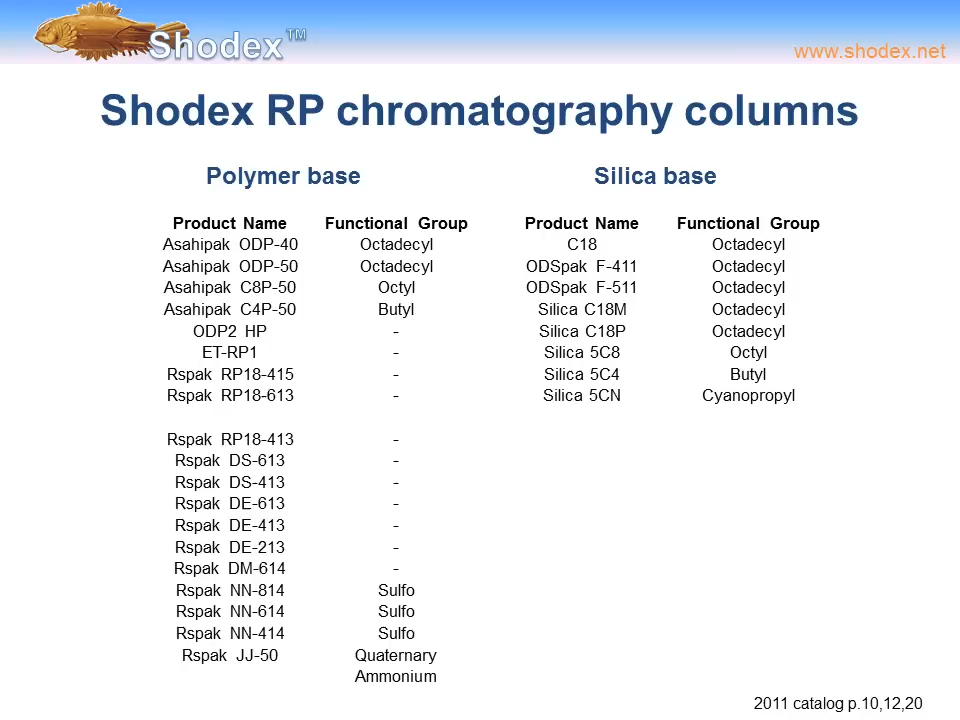 Shodex™
www.shodex.net
Shodex RP chromatography columns
Polymer base
Product Name Functional Group
Asahipak ODP-40 Octadecyl
Asahipak ODP-50 Octadecyl
Asahipak C8P-50 Octyl
Asahipak C4P-50 Butyl
ODP2 HP -
ET-RP1 -
Rspak RP18-415 -
Rspak RP18-613 -
Rspak RP18-413 -
Rspak DS-613 -
Rspak DS-413 -
Rspak DE-613 -
Rspak DE-413 -
Rspak DE-213 -
Rspak DM-614 -
Rspak NN-814 Sulfo
Rspak NN-614 Sulfo
Rspak NN-414 Sulfo
Rspak JJ-50 Quaternary
Ammonium
Silica base
Product Name Functional Group
C18 Octadecyl
ODSpak F-411 Octadecyl
ODSpak F-511 Octadecyl
Silica C18M Octadecyl
Silica C18P Octadecyl
Silica 5C8 Octyl
Silica 5C4 Butyl
Silica 5CN Cyanopropyl
2011 catalog p.10,12,20